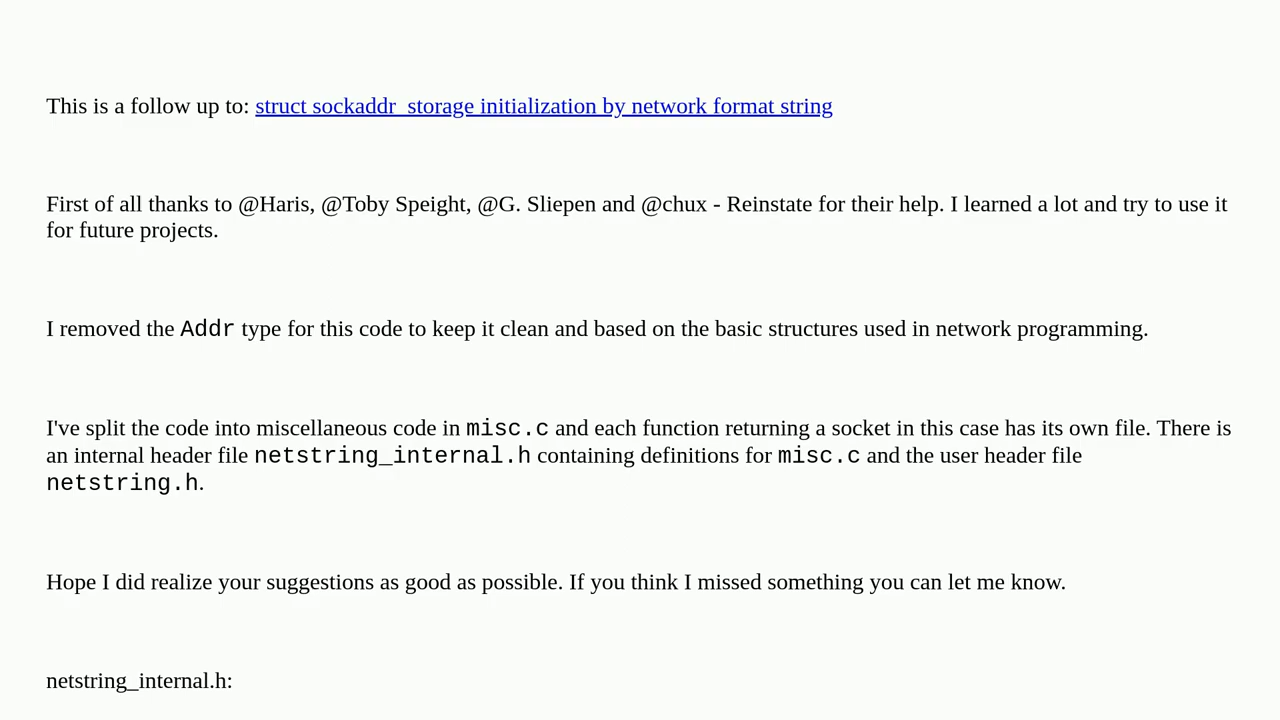 This is a follow up to: struct sockaddr_storage initialization by network format string
First of all thanks to @Haris, @Toby Speight, @G. Sliepen and @chux - Reinstate for their help. I learned a lot and try to use it
for future projects.
I removed the Addr type for this code to keep it clean and based on the basic structures used in network programming.
I've split the code into miscellaneous code in misc.c and each function returning a socket in this case has its own file. There is
an internal header file netstring_internal.h containing definitions for misc.c and the user header file
netstring.h.
Hope I did realize your suggestions as good as possible. If you think I missed something you can let me know.
netstring_internal.h: